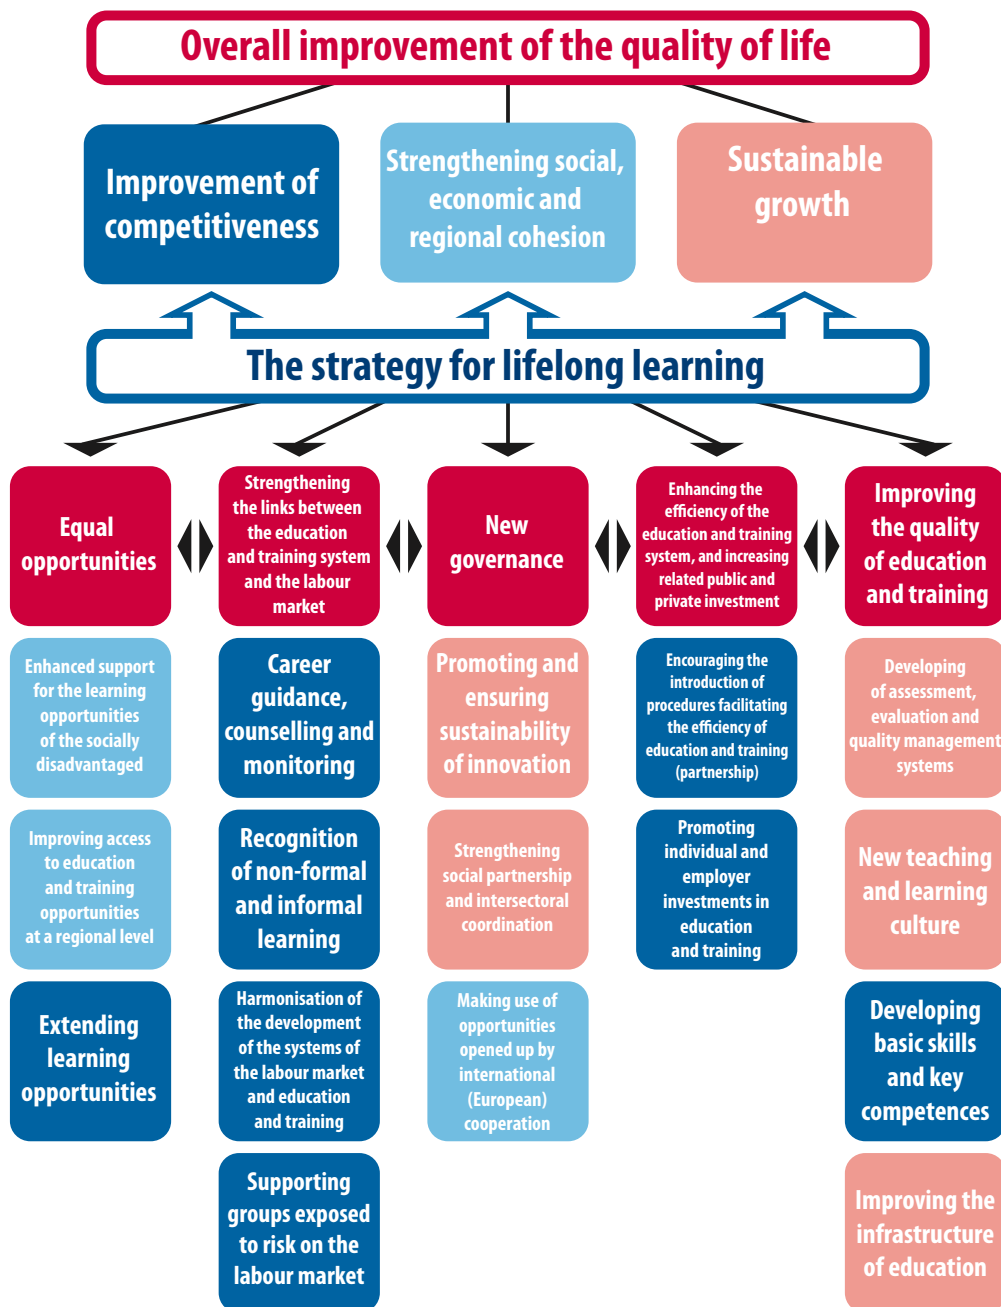 Overall improvement of the quality of life
Improvement of
competitiveness
Strengthening social,
economic and
regional cohesion
Sustainable
growth
The strategy for lifelong learning
Equal
opportunities
Strengthening
the links between
the education
and training system
and the labour
market
New
governance
Enhancing the
efficiency of the
education and training
system, and increasing
related public and
private investment
Improving
the quality
of education
and training
Enhanced support
for the learning
opportunities
of the socially
disadvantaged
Career
guidance,
counselling and
monitoring
Promoting and
ensuring
sustainability
of innovation
Encouraging the
introduction of
procedures facilitating
the efficiency of
education and training
(partnership)
Developing
of assessment,
evaluation and
quality management
systems
Improving access
to education
and training
opportunities
at a regional level
Recognition
of non-formal
and informal
learning
Strengthening
social partnership
and intersectoral
coordination
Promoting
individual and
employer
investments in
education
and training
New teaching
and learning
culture
Extending
learning
opportunities
Harmonisation of
the development
of the systems of
the labour market
and education
and training
Making use of
opportunities
opened up by
international
(European)
cooperation
Developing
basic skills
and key
competences
Supporting
groups exposed
to risk on the
labour market
Improving the
infrastructure
of education